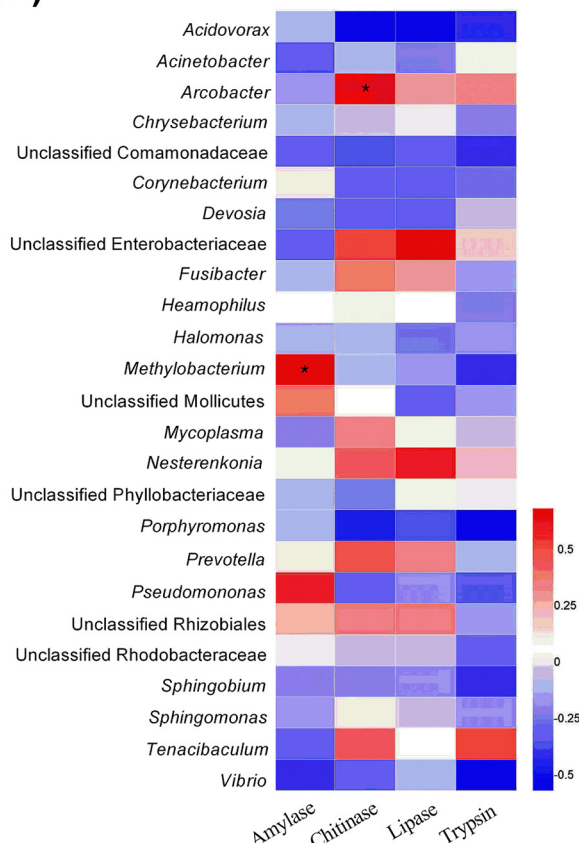 Acidovorax
Acinetobacter
Arcobacter
*
Chrysebacterium
Unclassified Comamonadaceae
Corynebacterium
Devosia
Unclassified Enterobacteriaceae
Fusibacter
Heamophilus
Halomonas
Methylobacterium
*
Unclassified Mollicutes
Mycoplasma
Nesterenkonia
Unclassified Phyllobacteriaceae
Porphyromonas
Prevotella
Pseudomononas
Unclassified Rhizobiales
Unclassified Rhodobacteraceae
Sphingobium
Sphingomonas
Tenacibaculum
Vibrio
Amylase Chitinase Lipase Trypsin
0.5
0.25
0
-0.25
-0.5